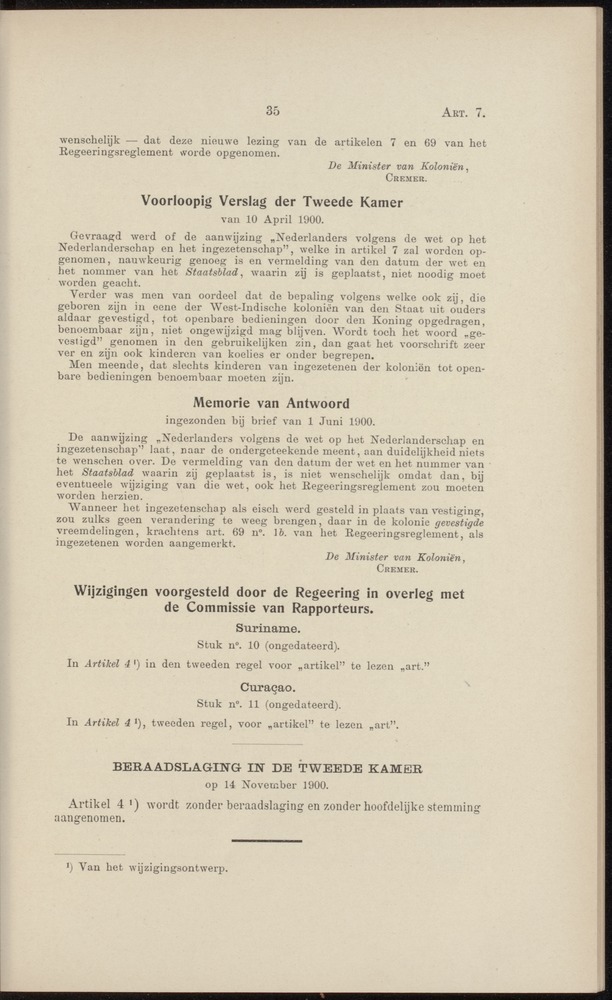 35
ART. 7.
wenschelijk — dat deze nieuwe lezing van de artikelen 7 en 69 van het
Regeeringsreglement worde opgenomen.
De Minister van Koloniën,
CREMER.
Voorloopig Verslag der Tweede Kamer
van 10 April 1900.
Gevraagd werd of de aanwijzing „Nederlanders volgens de wet op het
Nederlanderschap en het ingezetenschap", welke in artikel 7 zal worden op-
genomen, nauwkeurig genoeg is en vermelding van den datum der wet en
het nommer van het Staatsblad, waarin zij is geplaatst, niet noodig moet
worden geacht.
Verder was men van oordeel dat de bepaling volgens welke ook zij, die
geboren zijn in eene der West-Indische koloniën van den Staat uit ouders
aldaar gevestigd, tot openbare bedieningen door den Koning opgedragen,
benoembaar zijn, niet ongewijzigd mag blijven. Wordt toch het woord „ge-
vestigd" genomen in den gebruikelijken zin, dan gaat het voorschrift zeer
ver en zijn ook kinderen van koelies er onder begrepen.
Men meende, dat slechts kinderen van ingezetenen der koloniën tot open-
bare bedieningen benoembaar moeten zijn.
Memorie van Antwoord
ingezonden bij brief van 1 Juni 1900.
De aanwijzing „Nederlanders volgens de wet op het Nederlanderschap en
ingezetenschap" laat, naar de ondergeteekende meent, aan duidelijkheid niets
te wenschen over. De vermelding van den datum der wet en het nummer van
het Staatsblad waarin zij geplaatst is, is niet wenschelijk omdat dan, bij
eventueele wijziging van die wet, ook het Regeeringsreglement zou moeten
worden herzien.
Wanneer het ingezetenschap als eisch werd gesteld in plaats van vestiging,
zou zulks geen verandering te weeg brengen, daar in de kolonie gevestigde
vreemdelingen, krachtens art. 69 n°. 1b. van het Regeeringsreglement, als
ingezetenen worden aangemerkt.
De Minister van Koloniën,
CREMER.
Wijzigingen voorgesteld door de Regeering in overleg met
de Commissie van Rapporteurs.
Suriname.
Stuk n°. 10 (ongedateerd).
In Artikel 4 ¹) in den tweeden regel voor „artikel" te lezen „art."
Curaçao.
Stuk n°. 11 (ongedateerd).
In Artikel 4 ¹), tweeden regel, voor „artikel" te lezen „art".
BERAADSLAGING IN DE TWEEDE KAMER
op 14 November 1900.
Artikel 4 ¹) wordt zonder beraadslaging en zonder hoofdelijke stemming
aangenomen.
¹) Van het wijzigingsontwerp.